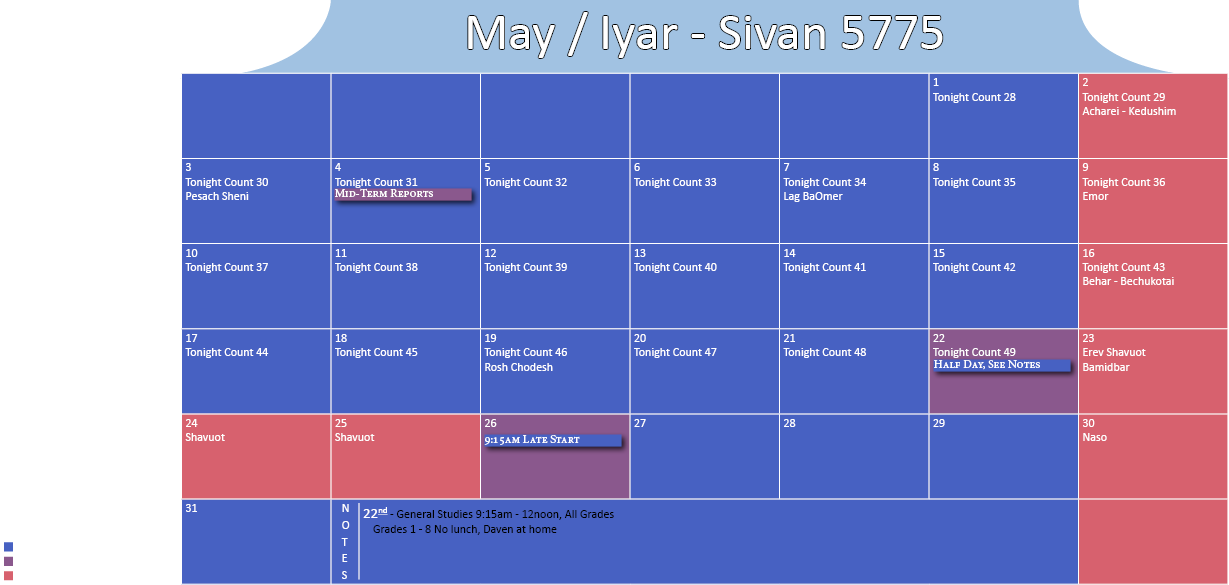 May / Iyar - Sivan 5775
1
Tonight Count 28
2
Tonight Count 29
Acharei - Kedushim
3
Tonight Count 30
Pesach Sheni
4
Tonight Count 31
Mid-Term Reports
5
Tonight Count 32
6
Tonight Count 33
7
Tonight Count 34
Lag BaOmer
8
Tonight Count 35
9
Tonight Count 36
Emor
10
Tonight Count 37
11
Tonight Count 38
12
Tonight Count 39
13
Tonight Count 40
14
Tonight Count 41
15
Tonight Count 42
16
Tonight Count 43
Behar - Bechukotai
17
Tonight Count 44
18
Tonight Count 45
19
Tonight Count 46
Rosh Chodesh
20
Tonight Count 47
21
Tonight Count 48
22
Tonight Count 49
Half Day, See Notes
23
Erev Shavuot
Bamidbar
24
Shavuot
25
Shavuot
26
9:15am Late Start
27
28
29
30
Naso
31
NOTES
22nd - General Studies 9:15am - 12noon, All Grades
Grades 1 - 8 No lunch, Daven at home